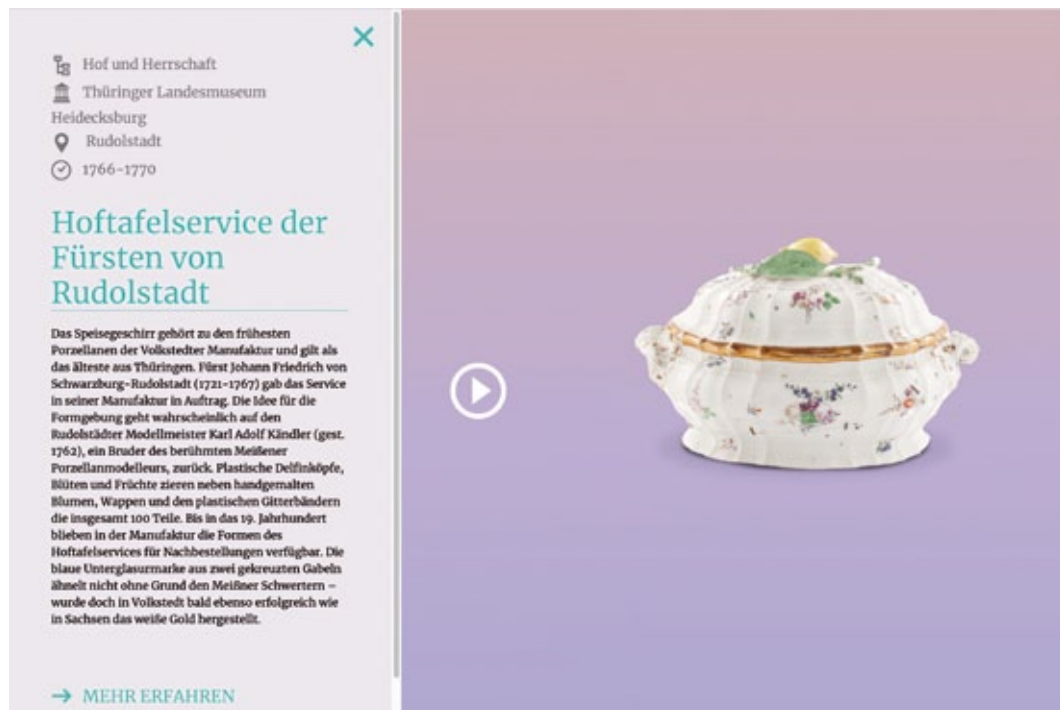 Hof und Herrschaft
Thüringer Landesmuseum
Heidecksburg
Rudolstadt
1766-1770
Hoftafelservice der
Fürsten von
Rudolstadt
Das Speisegeschirr gehört zu den frühesten
Porzellanen der Volkstedter Manufaktur und gilt als
das älteste aus Thüringen. Fürst Johann Friedrich von
Schwarzburg-Rudolstadt (1721-1767) gab das Service
in seiner Manufaktur in Auftrag. Die Idee für die
Formgebung geht wahrscheinlich auf den
Rudolstädter Modellmeister Karl Adolf Kändler (gest.
1762), ein Bruder des berühmten Meißener
Porzellanmodelleurs, zurück. Plastische Delfinköpfe,
Blüten und Früchte zieren neben handgemalten
Blumen, Wappen und den plastischen Gitterbändern
die insgesamt 100 Teile. Bis in das 19. Jahrhundert
blieben in der Manufaktur die Formen des
Hoftafelservices für Nachbestellungen verfügbar. Die
blaue Unterglasurmarke aus zwei gekreuzten Gabeln
ähnelt nicht ohne Grund den Meißner Schwertern –
wurde doch in Volkstedt bald ebenso erfolgreich wie
in Sachsen das weiße Gold hergestellt.
MEHR ERFAHREN